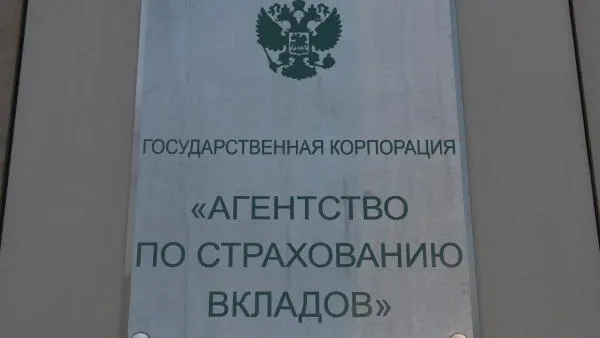 ГОСУДАРСТВЕННАЯ КОРПОРАЦИЯ
«АГЕНТСТВО
ПО СТРАХОВАНИЮ
ВКЛАДОВ»